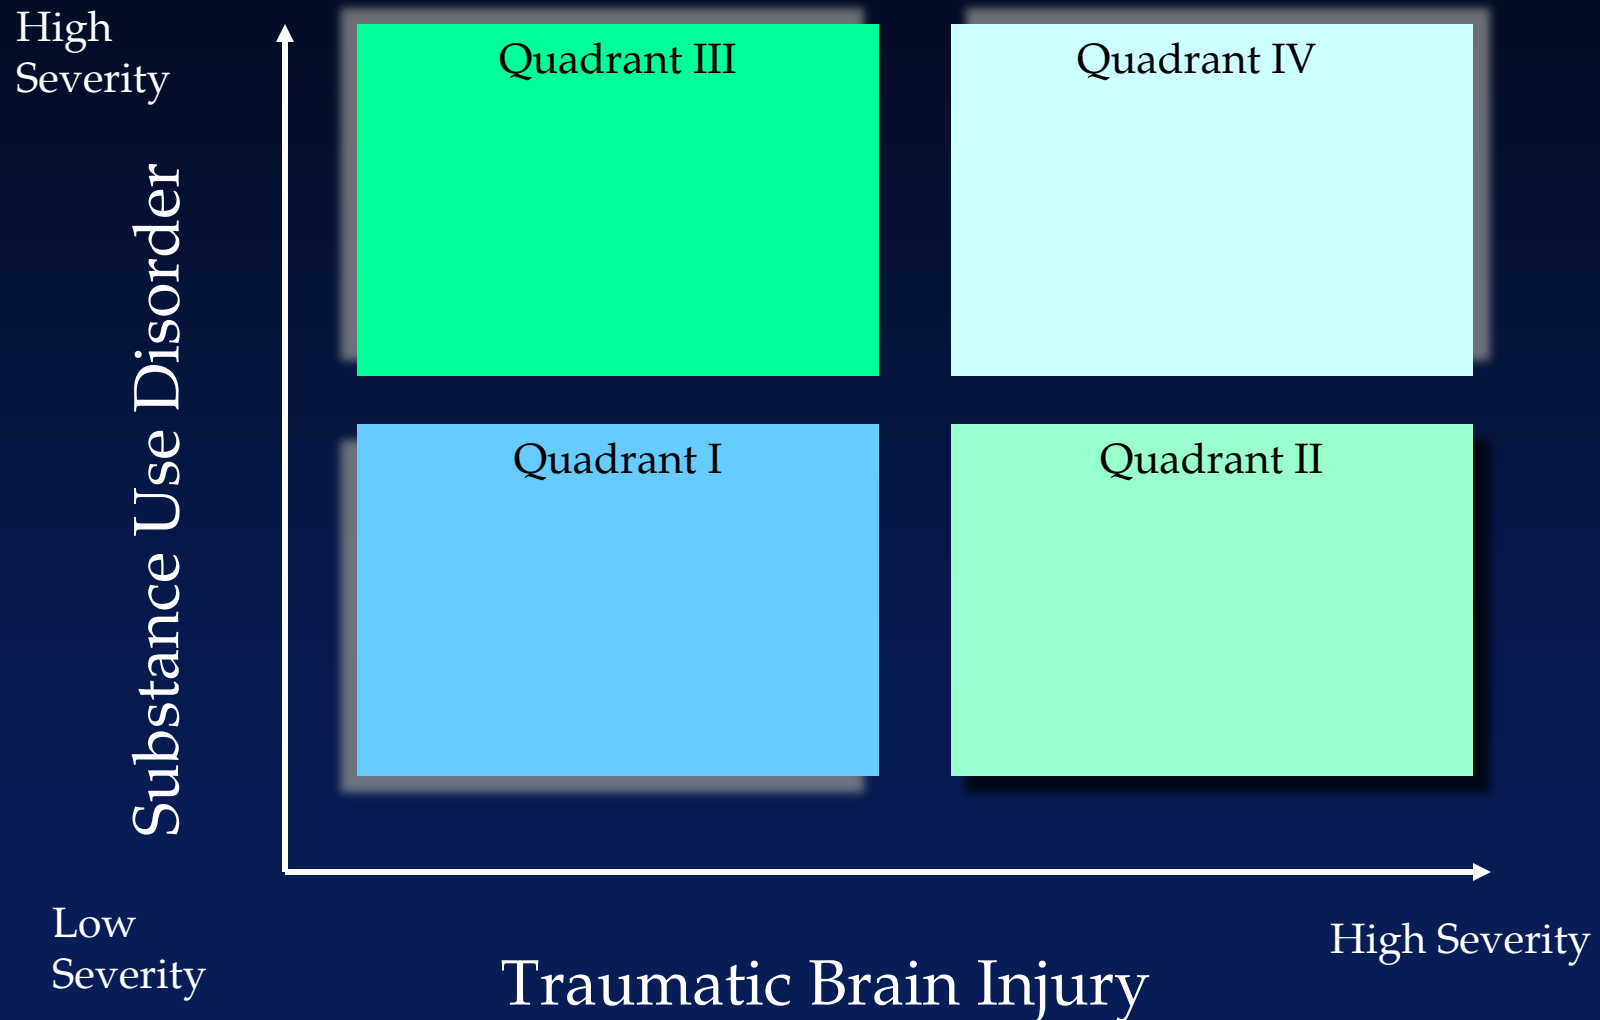 High
Severity
Quadrant III
Quadrant IV
Substance Use Disorder
Quadrant I
Quadrant II
Low
Severity
High Severity
Traumatic Brain Injury